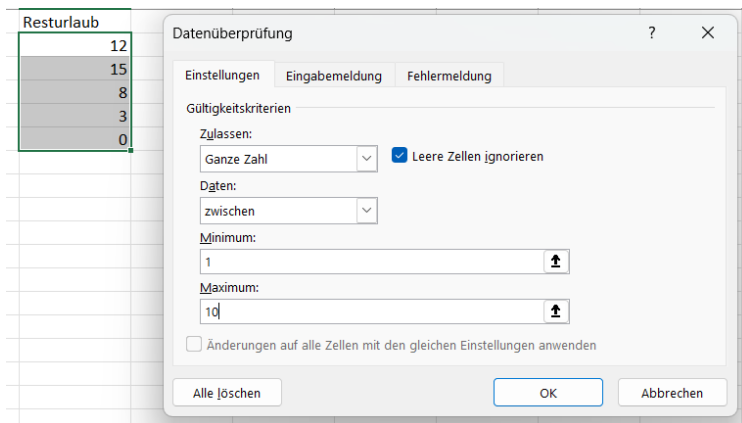 Resturlaub
12
15
8
3
0
Datenüberprüfung ?
Einstellungen Eingabemeldung Fehlermeldung
Gültigkeitskriterien
Zulassen:
Ganze Zahl Leere Zellen ignorieren
Daten:
zwischen
Minimum:
1
Maximum:
10
Änderungen auf alle Zellen mit den gleichen Einstellungen anwenden
Alle löschen OK Abbrechen